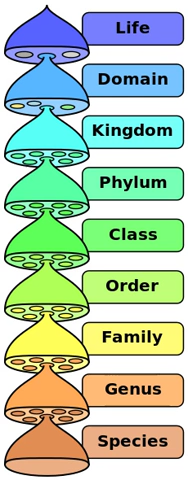 Life
Domain
Kingdom
Phylum
Class
Order
Family
Genus
Species